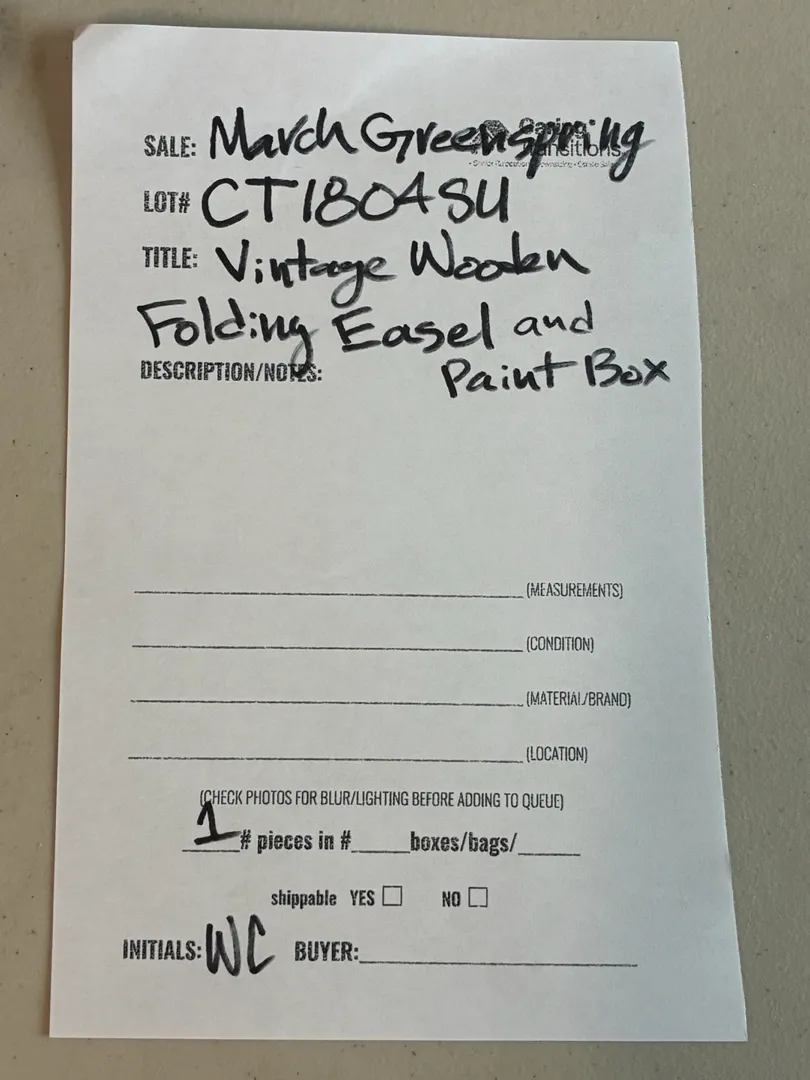 SALE: March Greenspring
LOT# CT1804SU
TITLE: Vintage Wooden
Folding Easel and
Paint Box
DESCRIPTION/NOTES:
(MEASUREMENTS)
(CONDITION)
(MATERIAL/BRAND)
(LOCATION)
(CHECK PHOTOS FOR BLUR/LIGHTING BEFORE ADDING TO QUEUE)
1 # pieces in #_____ boxes/bags/_____
shippable YES ☐ NO ☐
INITIALS: WC BUYER: